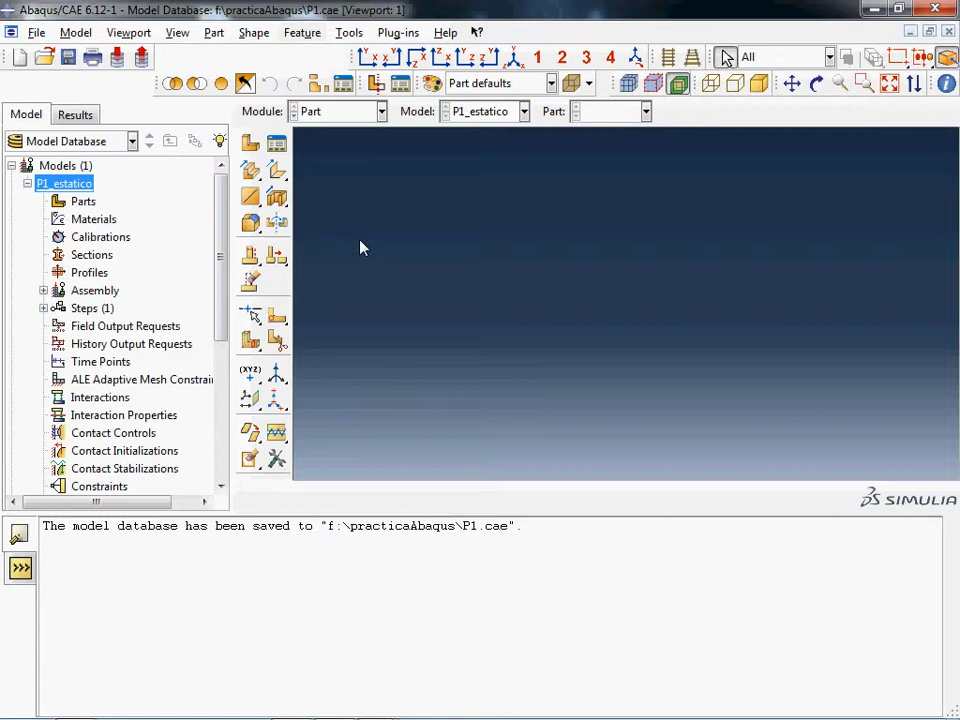 Abaqus/CAE 6.12-1 - Model Database: f:\practicaAbaqus\P1.cae [Viewport: 1]
File Model Viewport View Part Shape Feature Tools Plug-ins Help
1 2 3 4 All
Part defaults
Model Results Module: Part Model: P1_estatico Part:
Model Database
Models (1)
P1_estatico
Parts
Materials
Calibrations
Sections
Profiles
Assembly
Steps (1)
Field Output Requests
History Output Requests
Time Points
ALE Adaptive Mesh Constrai
Interactions
Interaction Properties
Contact Controls
Contact Initializations
Contact Stabilizations
Constraints
(XYZ)
SIMULIA
The model database has been saved to "f:\practicaAbaqus\P1.cae".
>>>